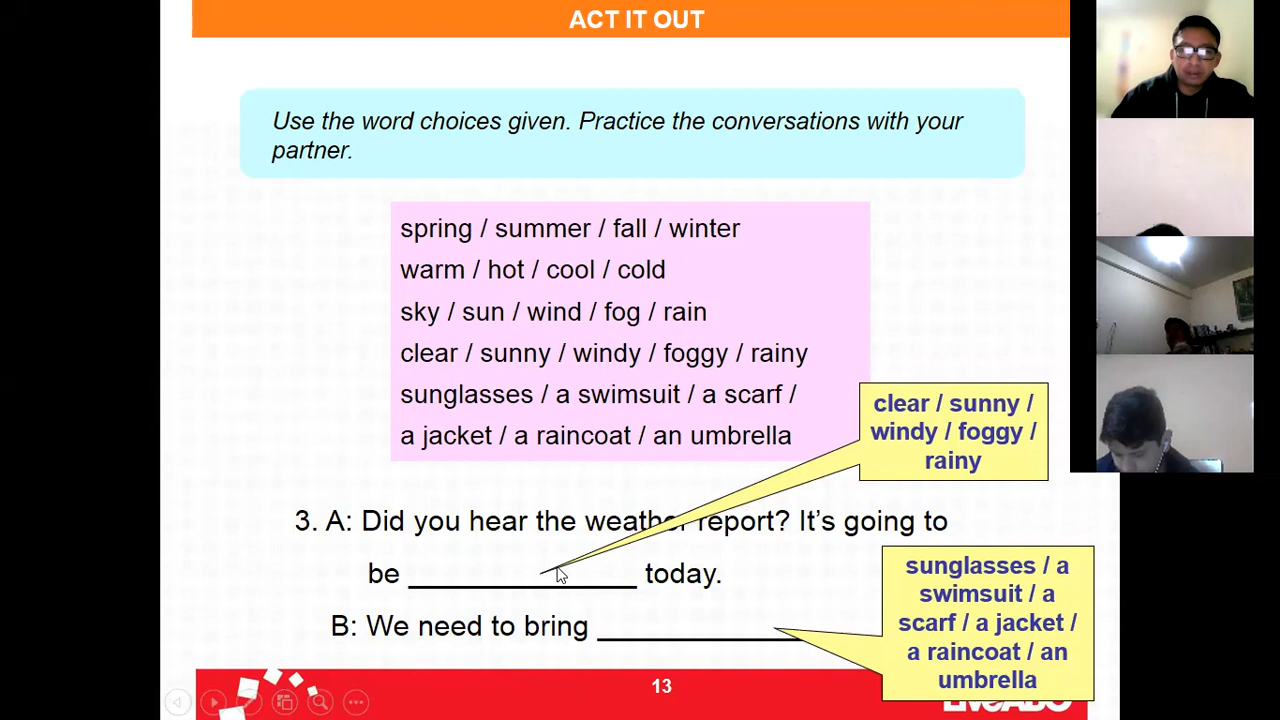 ACT IT OUT
Use the word choices given. Practice the conversations with your
partner.
spring / summer / fall / winter
warm / hot / cool / cold
sky / sun / wind / fog / rain
clear / sunny / windy / foggy / rainy
sunglasses / a swimsuit / a scarf /
a jacket / a raincoat / an umbrella
clear / sunny /
windy / foggy /
rainy
3. A: Did you hear the weather report? It's going to
be _______________ today.
B: We need to bring ______________
sunglasses / a
swimsuit / a
scarf / a jacket /
a raincoat / an
umbrella
13